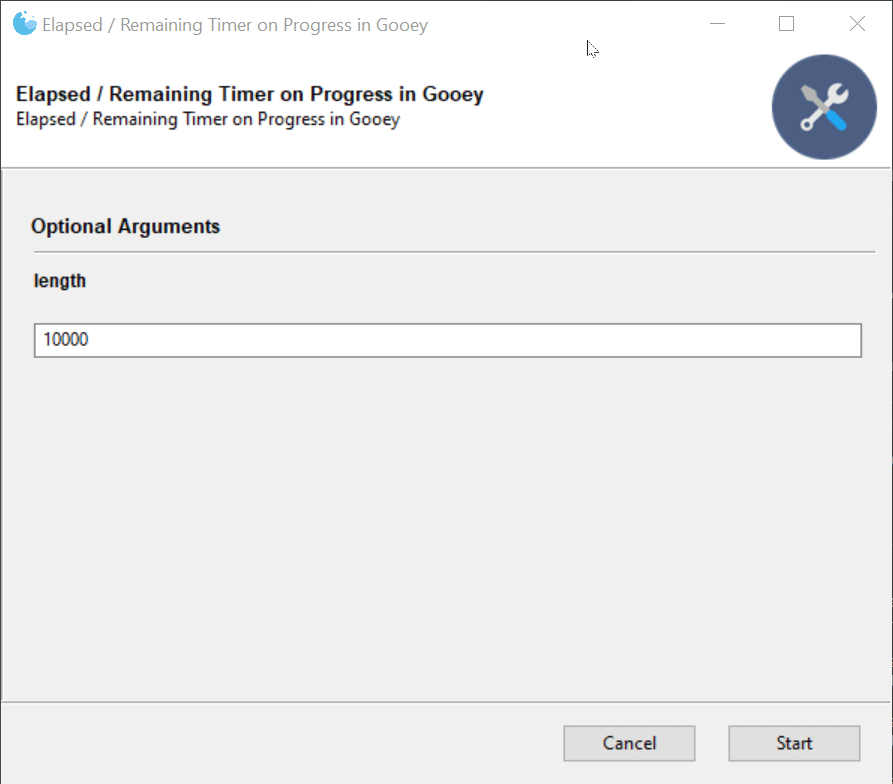 Elapsed / Remaining Timer on Progress in Gooey
Elapsed / Remaining Timer on Progress in Gooey
Elapsed / Remaining Timer on Progress in Gooey
Optional Arguments
length
10000
Cancel Start